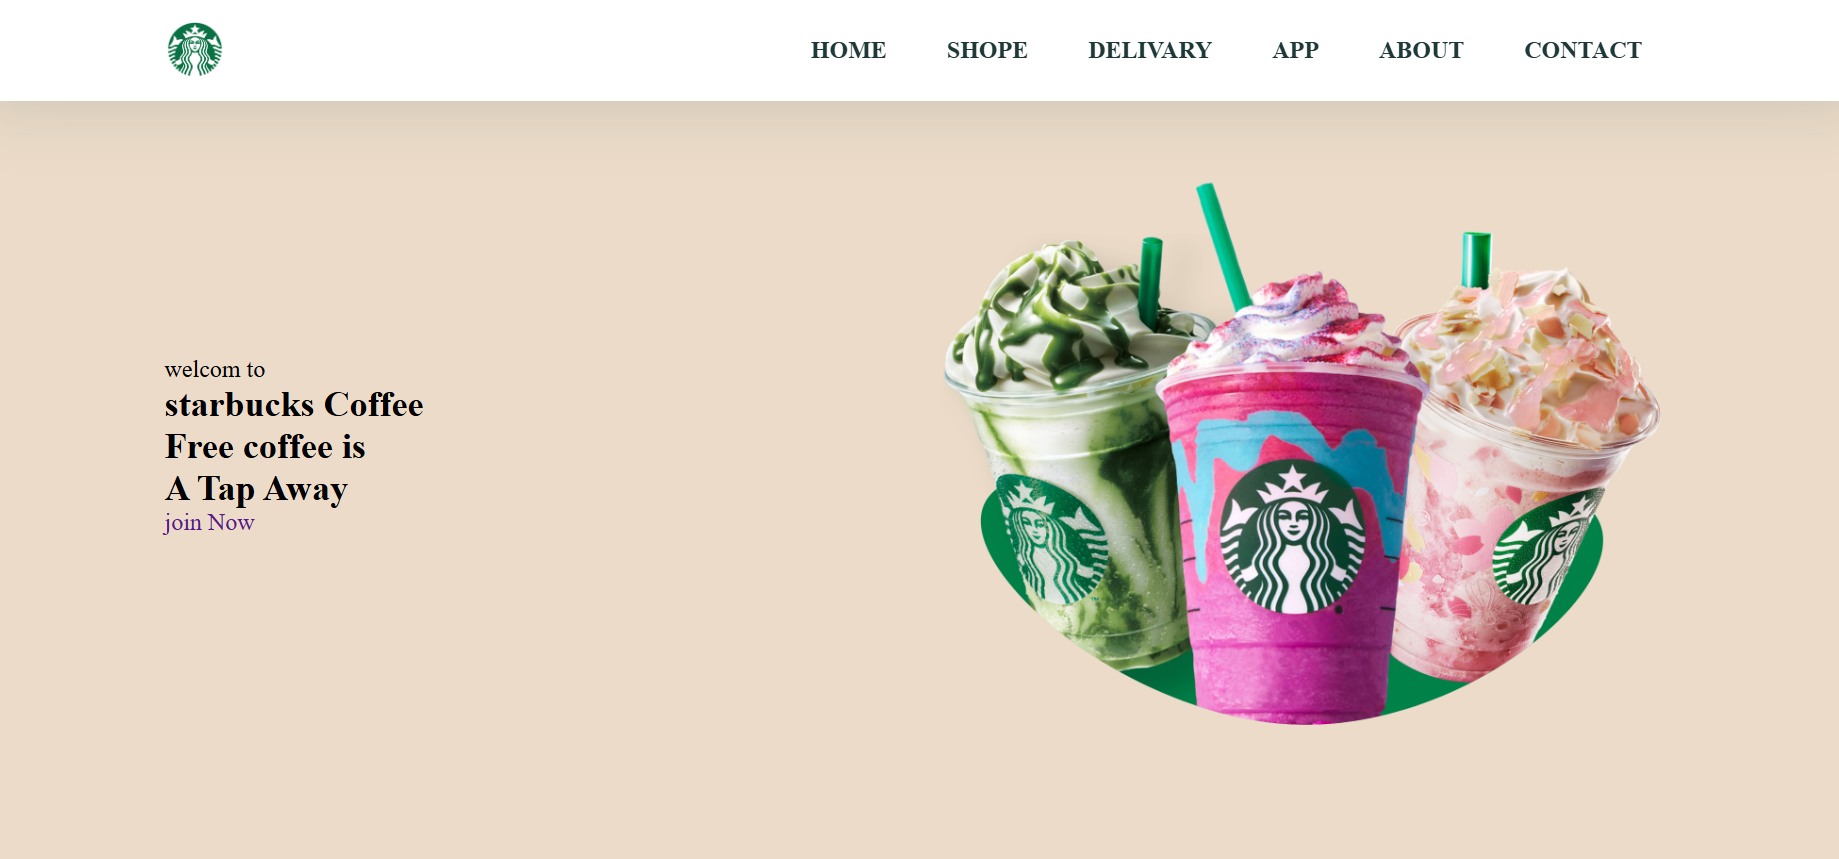 HOME SHOPE DELIVARY APP ABOUT CONTACT
welcom to
starbucks Coffee
Free coffee is
A Tap Away
join Now